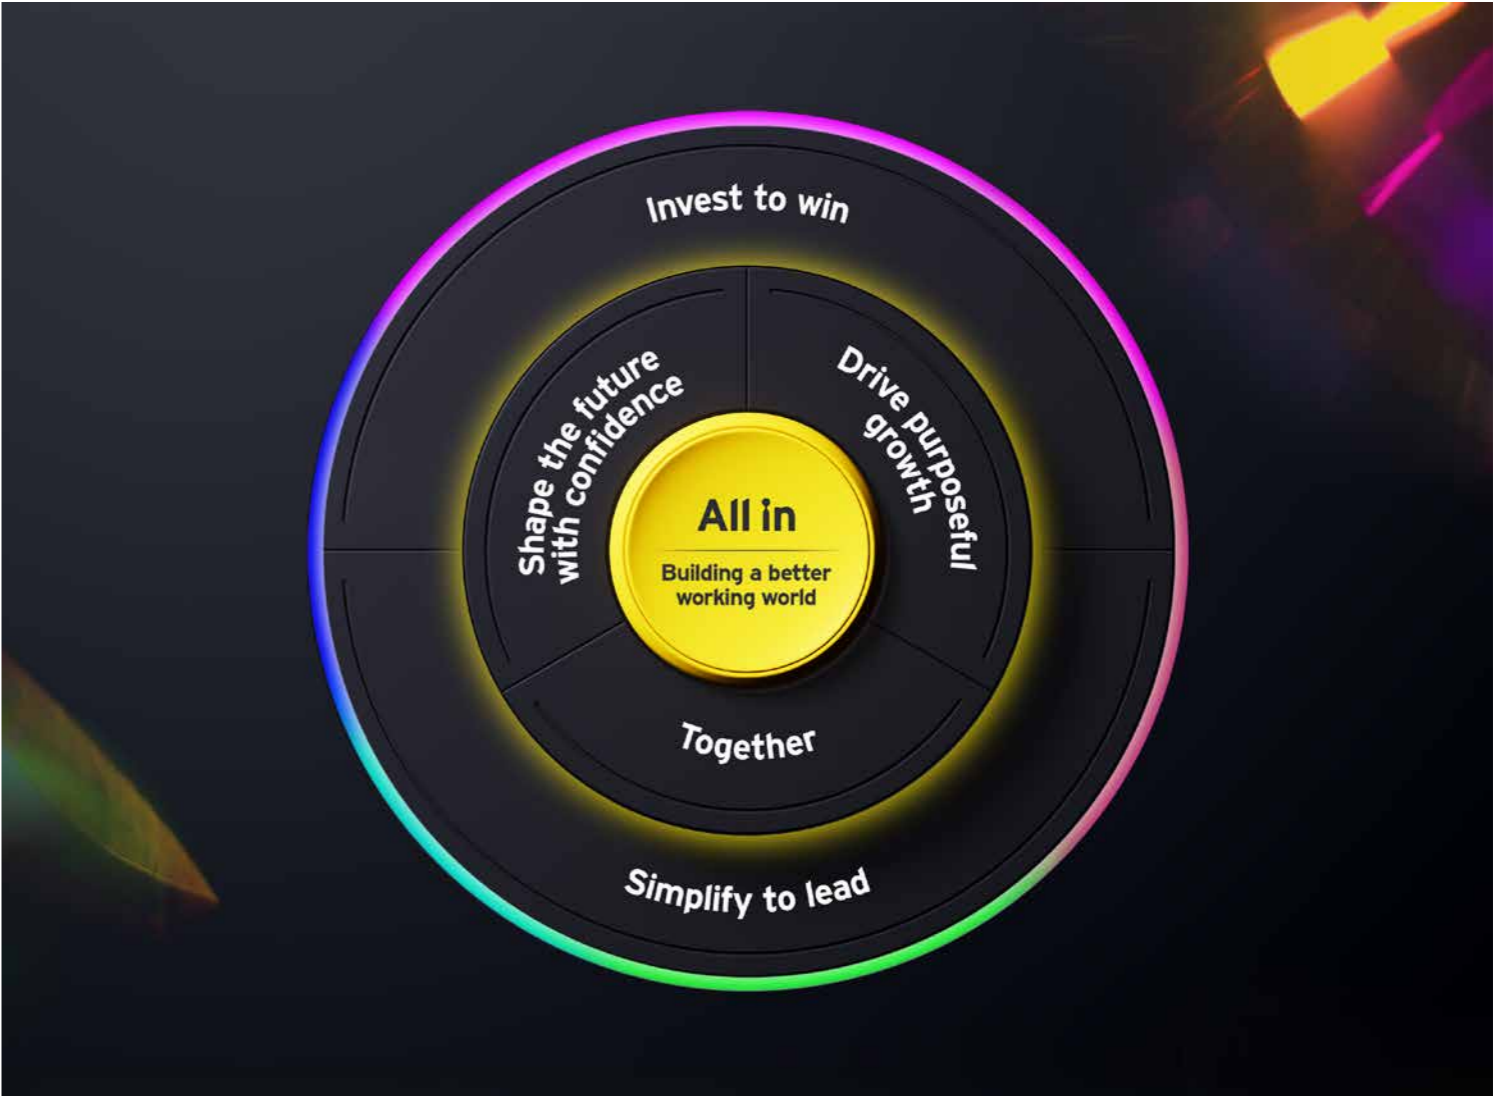 Invest to win
Shape the future
with confidence
Drive purposeful
growth
All in
Building a better
working world
Together
Simplify to lead